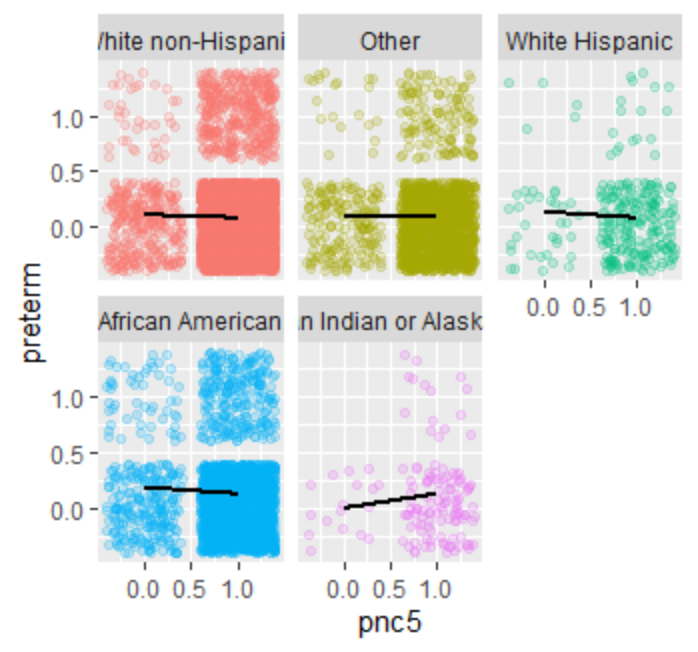 /hite non-Hispani
Other
White Hispanic
1.0
0.5
0.0
0.0 0.5 1.0
African American
n Indian or Alask
1.0
0.5
0.0
0.0 0.5 1.0
0.0 0.5 1.0
preterm
pnc5